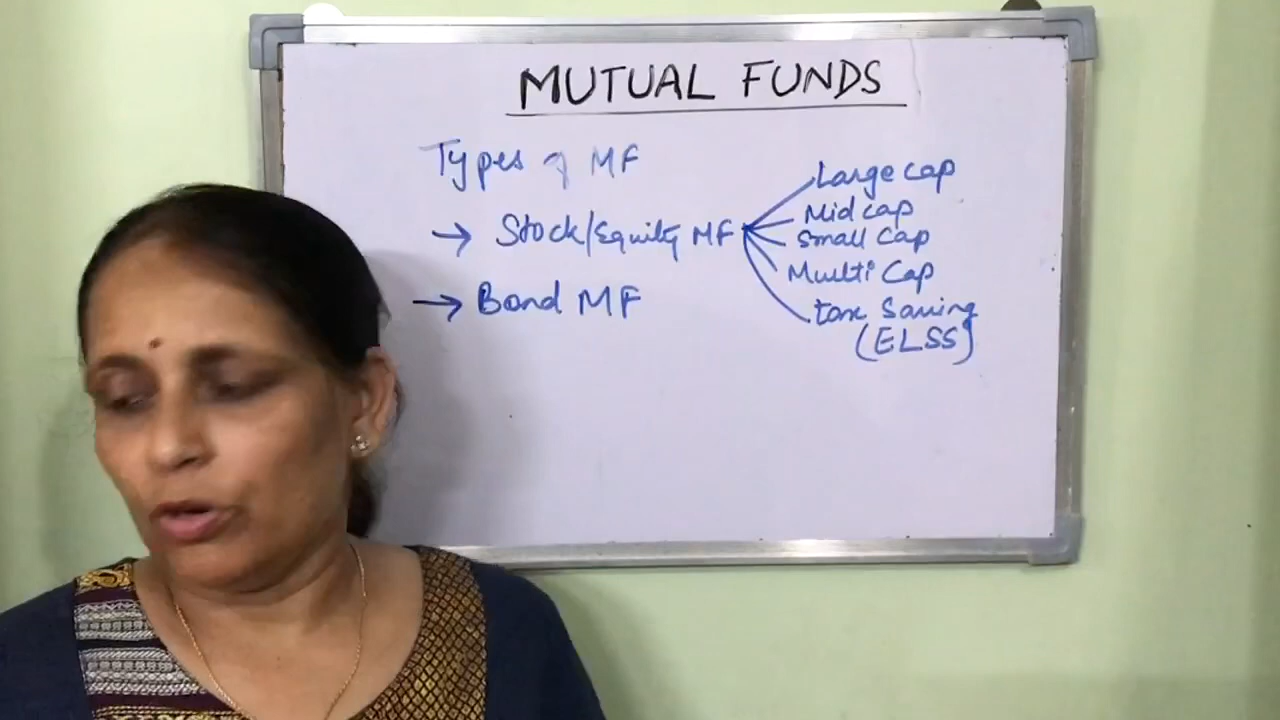 MUTUAL FUNDS
Types of MF
→ Stock/Equity MF
Large cap
Mid cap
Small Cap
Multi Cap
tax Saving
(ELSS)
→ Bond MF